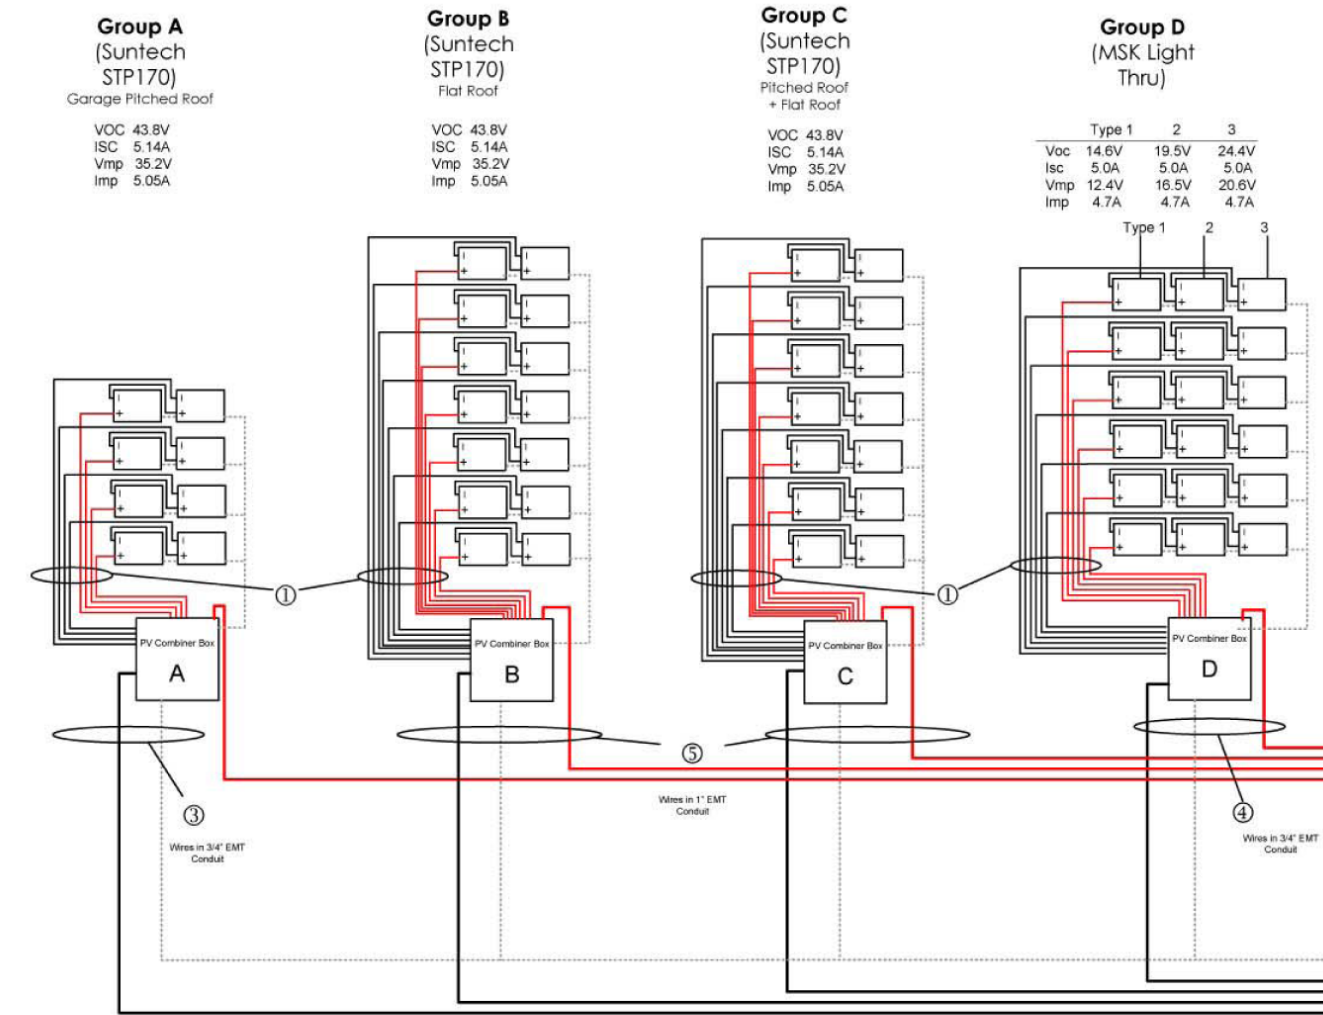 Group A
(Suntech
STP170)
Garage Pitched Roof
VOC 43.8V
ISC 5.14A
Vmp 35.2V
Imp 5.05A
Group B
(Suntech
STP170)
Flat Roof
VOC 43.8V
ISC 5.14A
Vmp 35.2V
Imp 5.05A
Group C
(Suntech
STP170)
Pitched Roof
+ Flat Roof
VOC 43.8V
ISC 5.14A
Vmp 35.2V
Imp 5.05A
Group D
(MSK Light
Thru)
Type 1 2 3
Voc 14.6V 19.5V 24.4V
Isc 5.0A 5.0A 5.0A
Vmp 12.4V 16.5V 20.6V
Imp 4.7A 4.7A 4.7A
Type 1 2 3
①
①
PV Combiner Box
A
PV Combiner Box
B
PV Combiner Box
C
PV Combiner Box
D
③
Wires in 3/4" EMT
Conduit
⑤
Wires in 1" EMT
Conduit
④
Wires in 3/4" EMT
Conduit